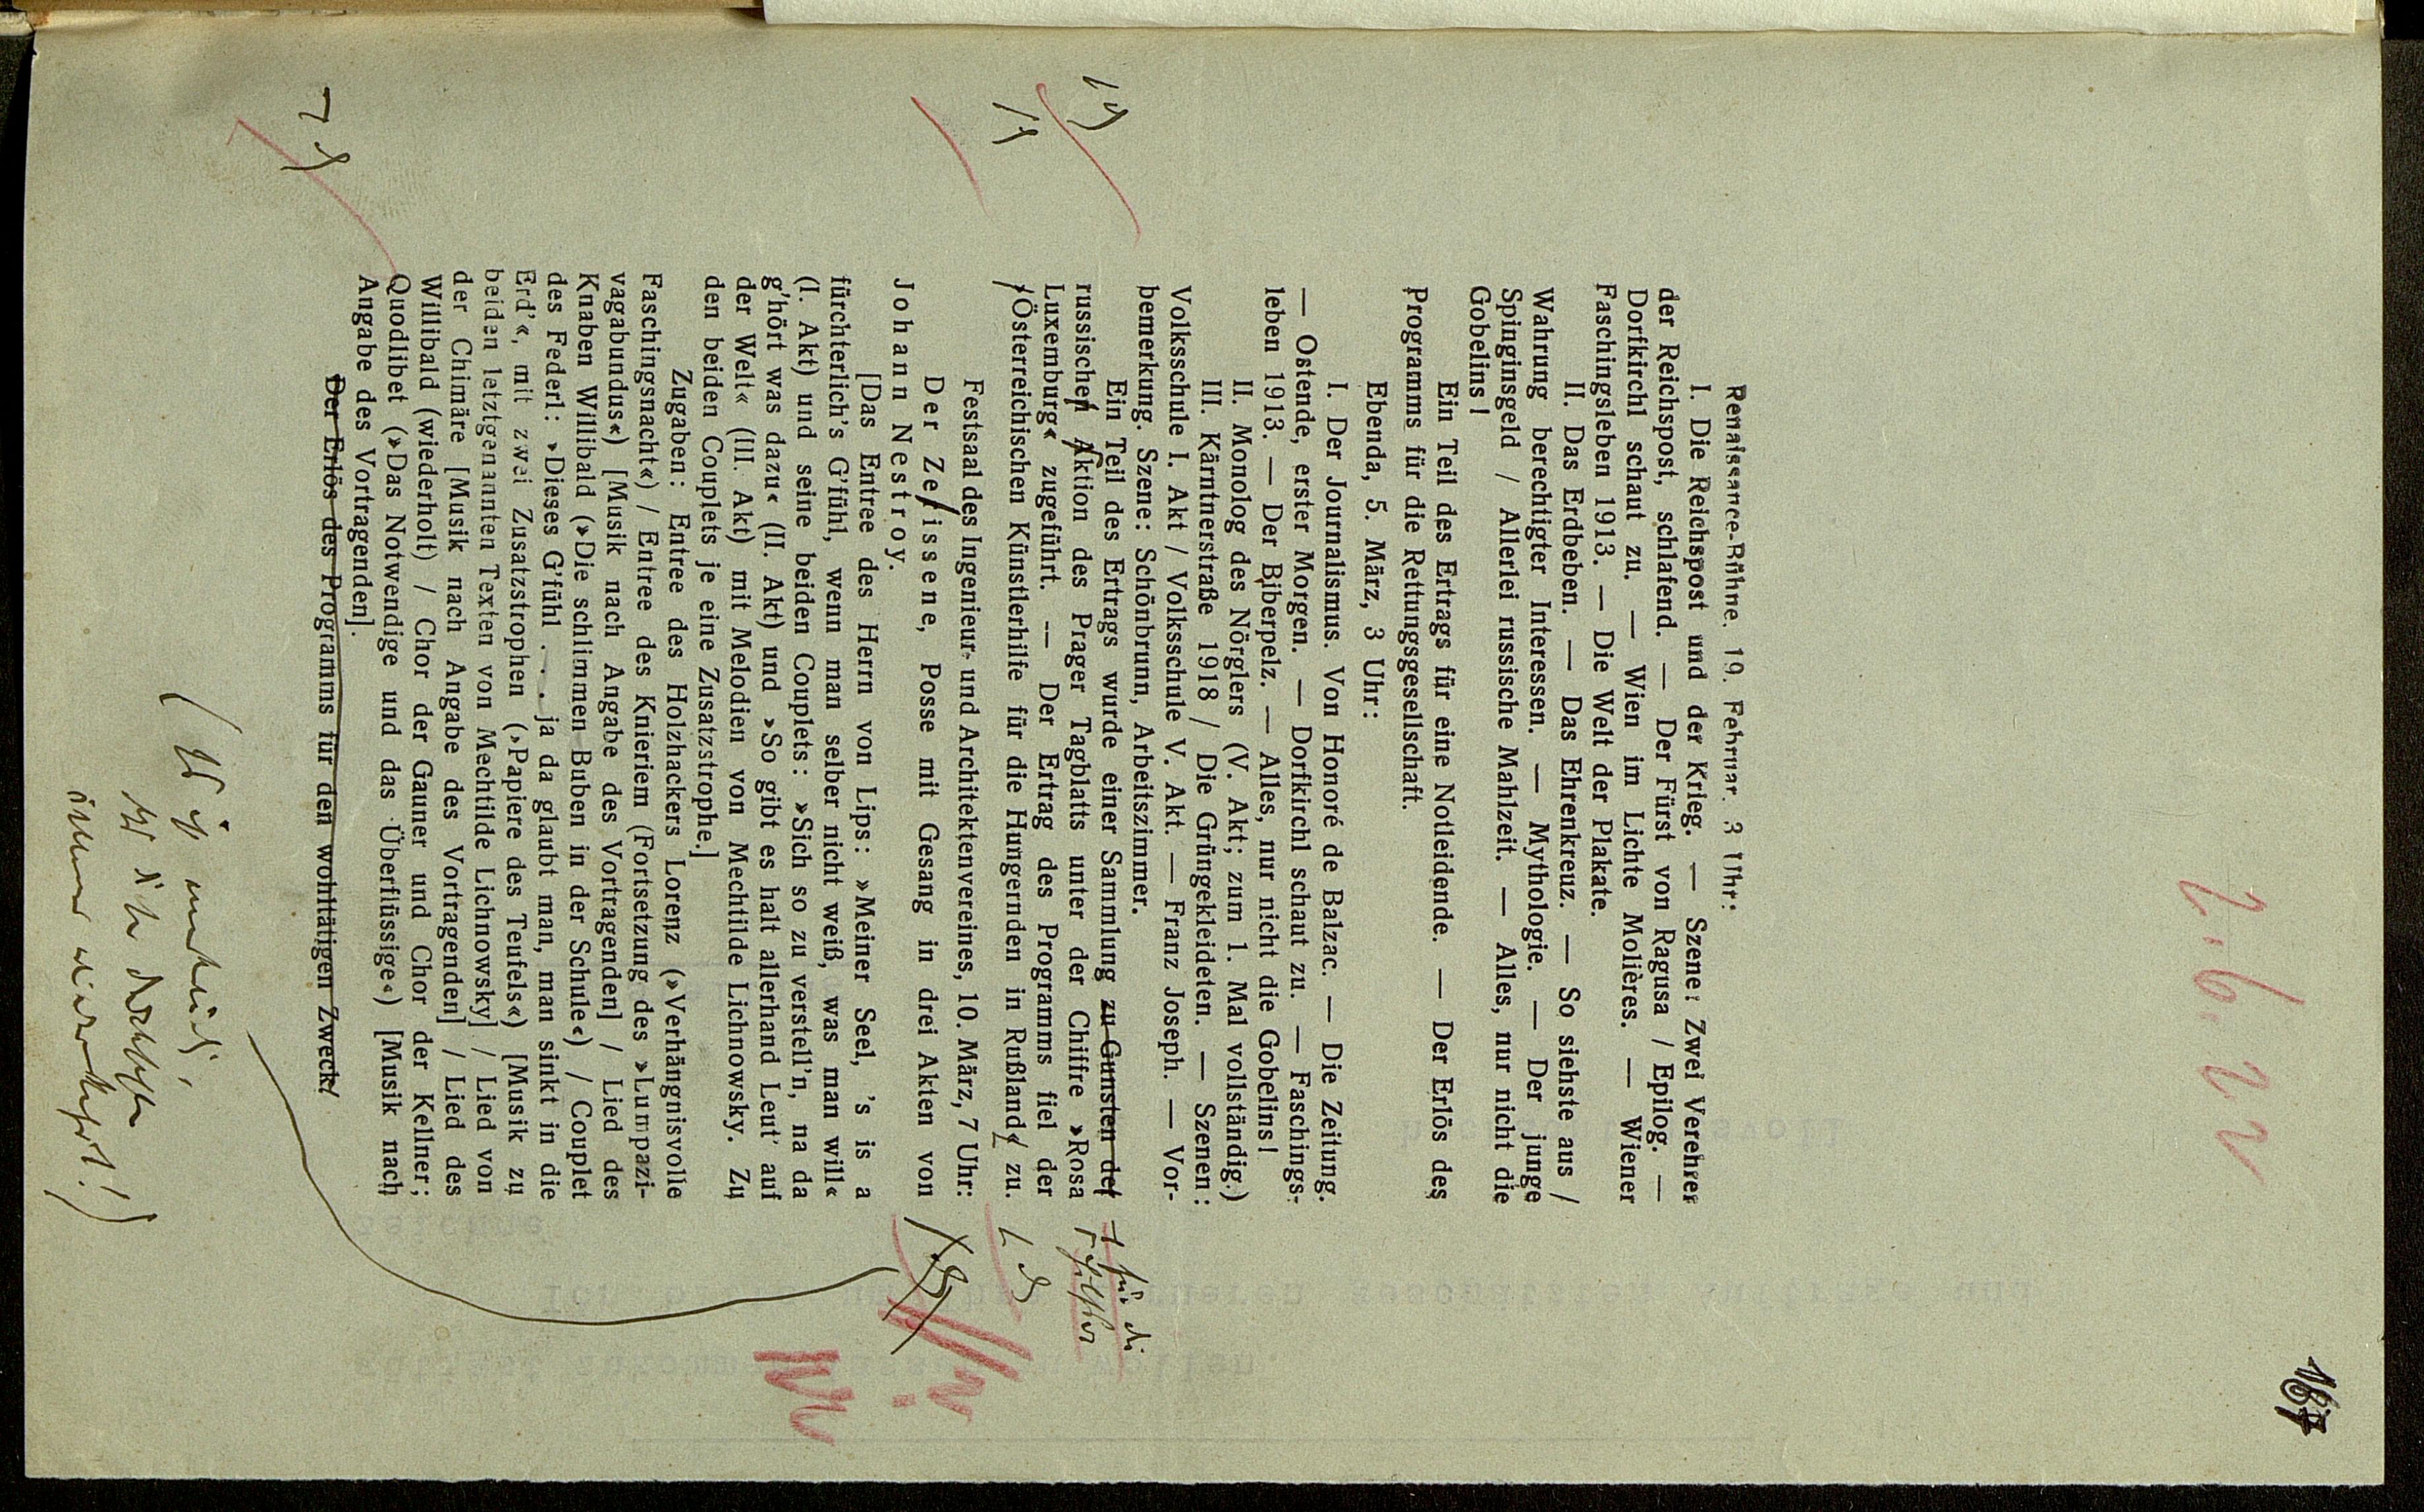 2. 6. 22
Renaissance-Bühne. 19. Februar. 3 Uhr:
I. Die Reichspost und der Krieg. — Szene: Zwei Verehrer
der Reichspost, schlafend. — Der Fürst von Ragusa / Epilog. —
Dorfkirchl schaut zu. — Wien im Lichte Molières. — Wiener
Faschingsleben 1913. — Die Welt der Plakate.
II. Das Erdbeben. — Das Ehrenkreuz. — So siehste aus /
Wahrung berechtigter Interessen. — Mythologie. — Der junge
Spinginsgeld / Allerlei russische Mahlzeit. — Alles, nur nicht die
Gobelins!
Ein Teil des Ertrags für eine Notleidende. — Der Erlös des
Programms für die Rettungsgesellschaft.
Ebenda, 5. März, 3 Uhr:
I. Der Journalismus. Von Honoré de Balzac. — Die Zeitung.
— Ostende, erster Morgen. — Dorfkirchl schaut zu. — Faschings-
leben 1913. — Der Biberpelz. — Alles, nur nicht die Gobelins!
II. Monolog des Nörglers (V. Akt; zum 1. Mal vollständig.)
III. Kärntnerstraße 1918 / Die Grüngekleideten. — Szenen:
Volksschule I. Akt / Volksschule V. Akt. — Franz Joseph. — Vor-
bemerkung. Szene: Schönbrunn, Arbeitszimmer.
Ein Teil des Ertrags wurde einer Sammlung zu Gunsten der
für die
russischen Aktion des Prager Tagblatts unter der Chiffre »Rosa
Luxemburg« zugeführt. — Der Ertrag des Programms fiel der
»Österreichischen Künstlerhilfe für die Hungernden in Rußland« zu.
Festsaal des Ingenieur- und Architektenvereines, 10. März, 7 Uhr:
Der Zerissene, Posse mit Gesang in drei Akten von
Johann Nestroy.
[Das Entree des Herrn von Lips: »Meiner Seel, 's is a
fürchterlich's G'fühl, wenn man selber nicht weiß, was man will«
(I. Akt) und seine beiden Couplets: »Sich so zu verstell'n, na da
g'hört was dazu« (II. Akt) und »So gibt es halt allerhand Leut' auf
der Welt« (III. Akt) mit Melodien von Mechtilde Lichnowsky. Zu
den beiden Couplets je eine Zusatzstrophe.]
Zugaben: Entree des Holzhackers Lorenz (»Verhängnisvolle
Faschingsnacht«) / Entree des Knieriem (Fortsetzung des »Lumpazi-
vagabundus«) [Musik nach Angabe des Vortragenden] / Lied des
Knaben Willibald (»Die schlimmen Buben in der Schule«) / Couplet
des Federl: »Dieses G'fühl . . . ja da glaubt man, man sinkt in die
Erd'«, mit zwei Zusatzstrophen (»Papiere des Teufels«) [Musik zu
beiden letztgenannten Texten von Mechtilde Lichnowsky] / Lied von
der Chimäre [Musik nach Angabe des Vortragenden] / Lied des
Willibald (wiederholt) / Chor der Gauner und Chor der Kellner;
Quodlibet (»Das Notwendige und das Überflüssige«) [Musik nach
Angabe des Vortragenden].
Der Erlös des Programms für den wohltätigen Zweck